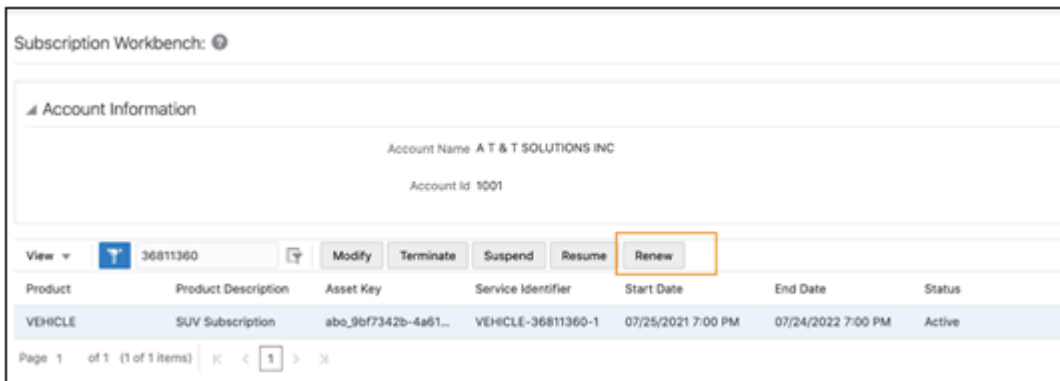 Subscription Workbench:
Account Information
Account Name A T & T SOLUTIONS INC
Account Id 1001
View 36811360 Modify Terminate Suspend Resume Renew
Product Product Description Asset Key Service Identifier Start Date End Date Status
VEHICLE SUV Subscription abo_9bf7342b-4a61... VEHICLE-36811360-1 07/25/2021 7:00 PM 07/24/2022 7:00 PM Active
Page 1 of 1 (1 of 1 items) 1